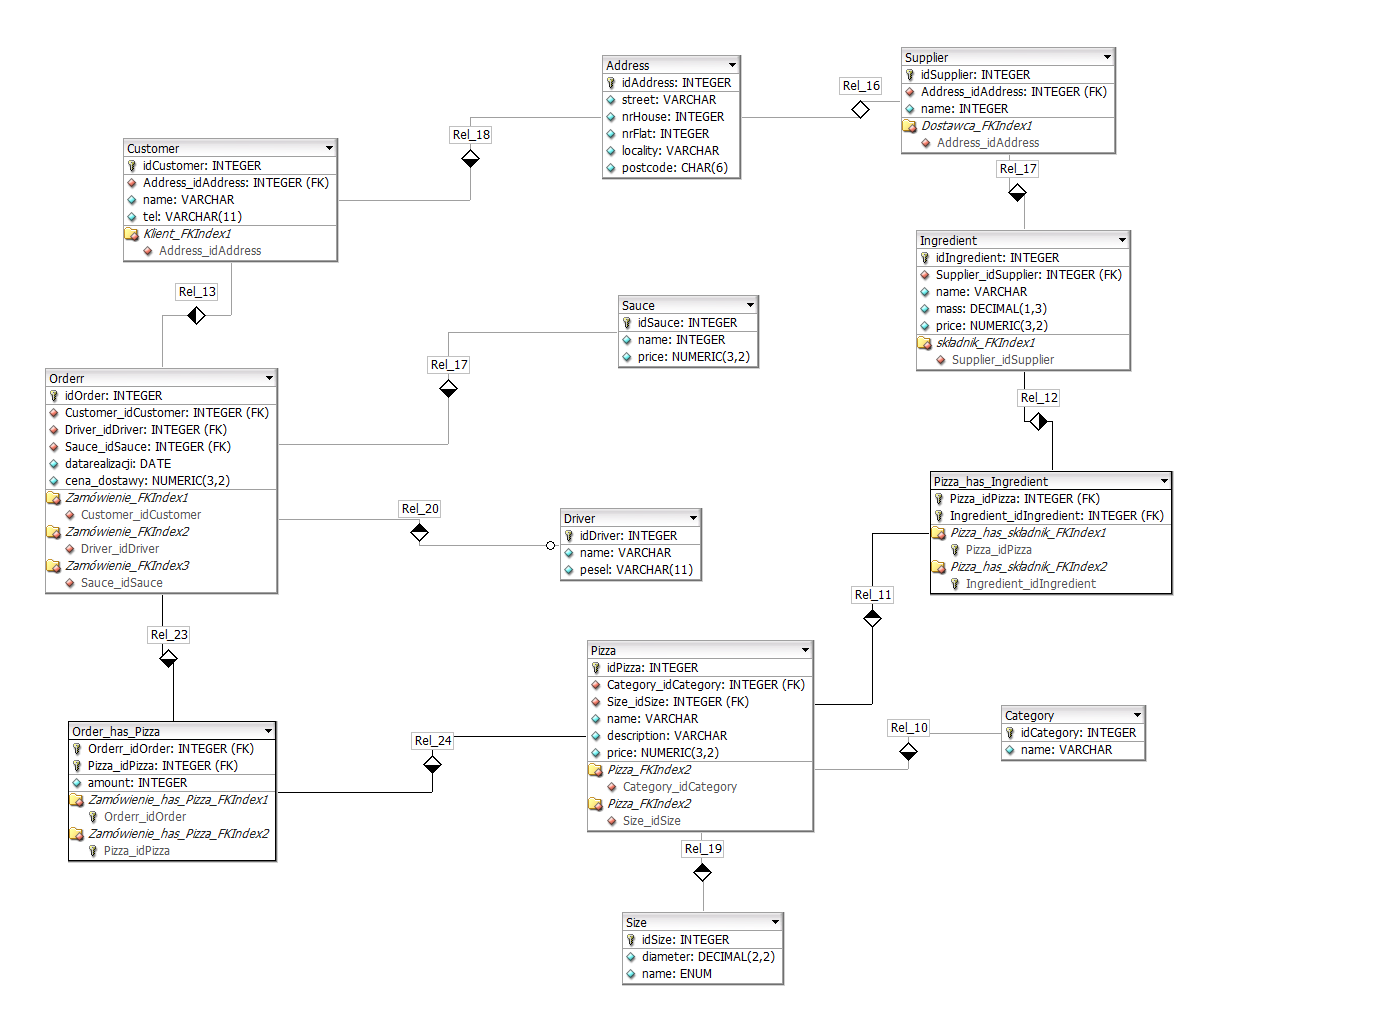 Address
idAddress: INTEGER
street: VARCHAR
nrHouse: INTEGER
nrFlat: INTEGER
locality: VARCHAR
postcode: CHAR(6)
Rel_16
Supplier
idSupplier: INTEGER
Address_idAddress: INTEGER (FK)
name: INTEGER
Dostawca_FKIndex1
Address_idAddress
Rel_18
Customer
idCustomer: INTEGER
Address_idAddress: INTEGER (FK)
name: VARCHAR
tel: VARCHAR(11)
Klient_FKIndex1
Address_idAddress
Rel_17
Ingredient
idIngredient: INTEGER
Supplier_idSupplier: INTEGER (FK)
name: VARCHAR
mass: DECIMAL(1,3)
price: NUMERIC(3,2)
składnik_FKIndex1
Supplier_idSupplier
Rel_13
Sauce
idSauce: INTEGER
name: INTEGER
price: NUMERIC(3,2)
Rel_17
Orderr
idOrder: INTEGER
Customer_idCustomer: INTEGER (FK)
Driver_idDriver: INTEGER (FK)
Sauce_idSauce: INTEGER (FK)
datarealizacji: DATE
cena_dostawy: NUMERIC(3,2)
Zamówienie_FKIndex1
Customer_idCustomer
Zamówienie_FKIndex2
Driver_idDriver
Zamówienie_FKIndex3
Sauce_idSauce
Rel_12
Pizza_has_Ingredient
Pizza_idPizza: INTEGER (FK)
Ingredient_idIngredient: INTEGER (FK)
Pizza_has_składnik_FKIndex1
Pizza_idPizza
Pizza_has_składnik_FKIndex2
Ingredient_idIngredient
Rel_20
Driver
idDriver: INTEGER
name: VARCHAR
pesel: VARCHAR(11)
Rel_11
Rel_23
Pizza
idPizza: INTEGER
Category_idCategory: INTEGER (FK)
Size_idSize: INTEGER (FK)
name: VARCHAR
description: VARCHAR
price: NUMERIC(3,2)
Pizza_FKIndex2
Category_idCategory
Pizza_FKIndex2
Size_idSize
Rel_10
Category
idCategory: INTEGER
name: VARCHAR
Order_has_Pizza
Orderr_idOrder: INTEGER (FK)
Pizza_idPizza: INTEGER (FK)
amount: INTEGER
Zamówienie_has_Pizza_FKIndex1
Orderr_idOrder
Zamówienie_has_Pizza_FKIndex2
Pizza_idPizza
Rel_24
Rel_19
Size
idSize: INTEGER
diameter: DECIMAL(2,2)
name: ENUM